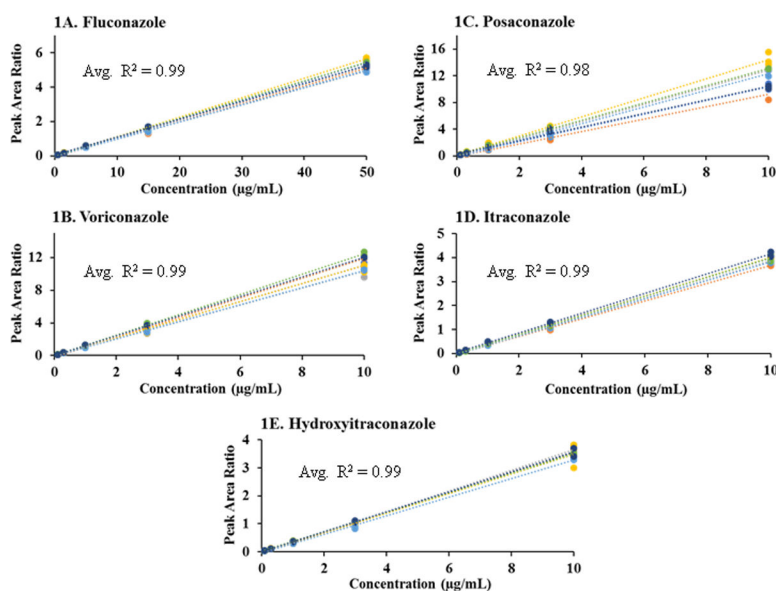 1A. Fluconazole
Avg. R² = 0.99
Peak Area Ratio
6
4
2
0
0 10 20 30 40 50
Concentration (µg/mL)
1C. Posaconazole
Avg. R² = 0.98
Peak Area Ratio
16
12
8
4
0
0 2 4 6 8 10
Concentration (µg/mL)
1B. Voriconazole
Avg. R² = 0.99
Peak Area Ratio
12
8
4
0
0 2 4 6 8 10
Concentration (µg/mL)
1D. Itraconazole
Avg. R² = 0.99
Peak Area Ratio
5
4
3
2
1
0
0 2 4 6 8 10
Concentration (µg/mL)
1E. Hydroxyitraconazole
Avg. R² = 0.99
Peak Area Ratio
4
3
2
1
0
0 2 4 6 8 10
Concentration (µg/mL)